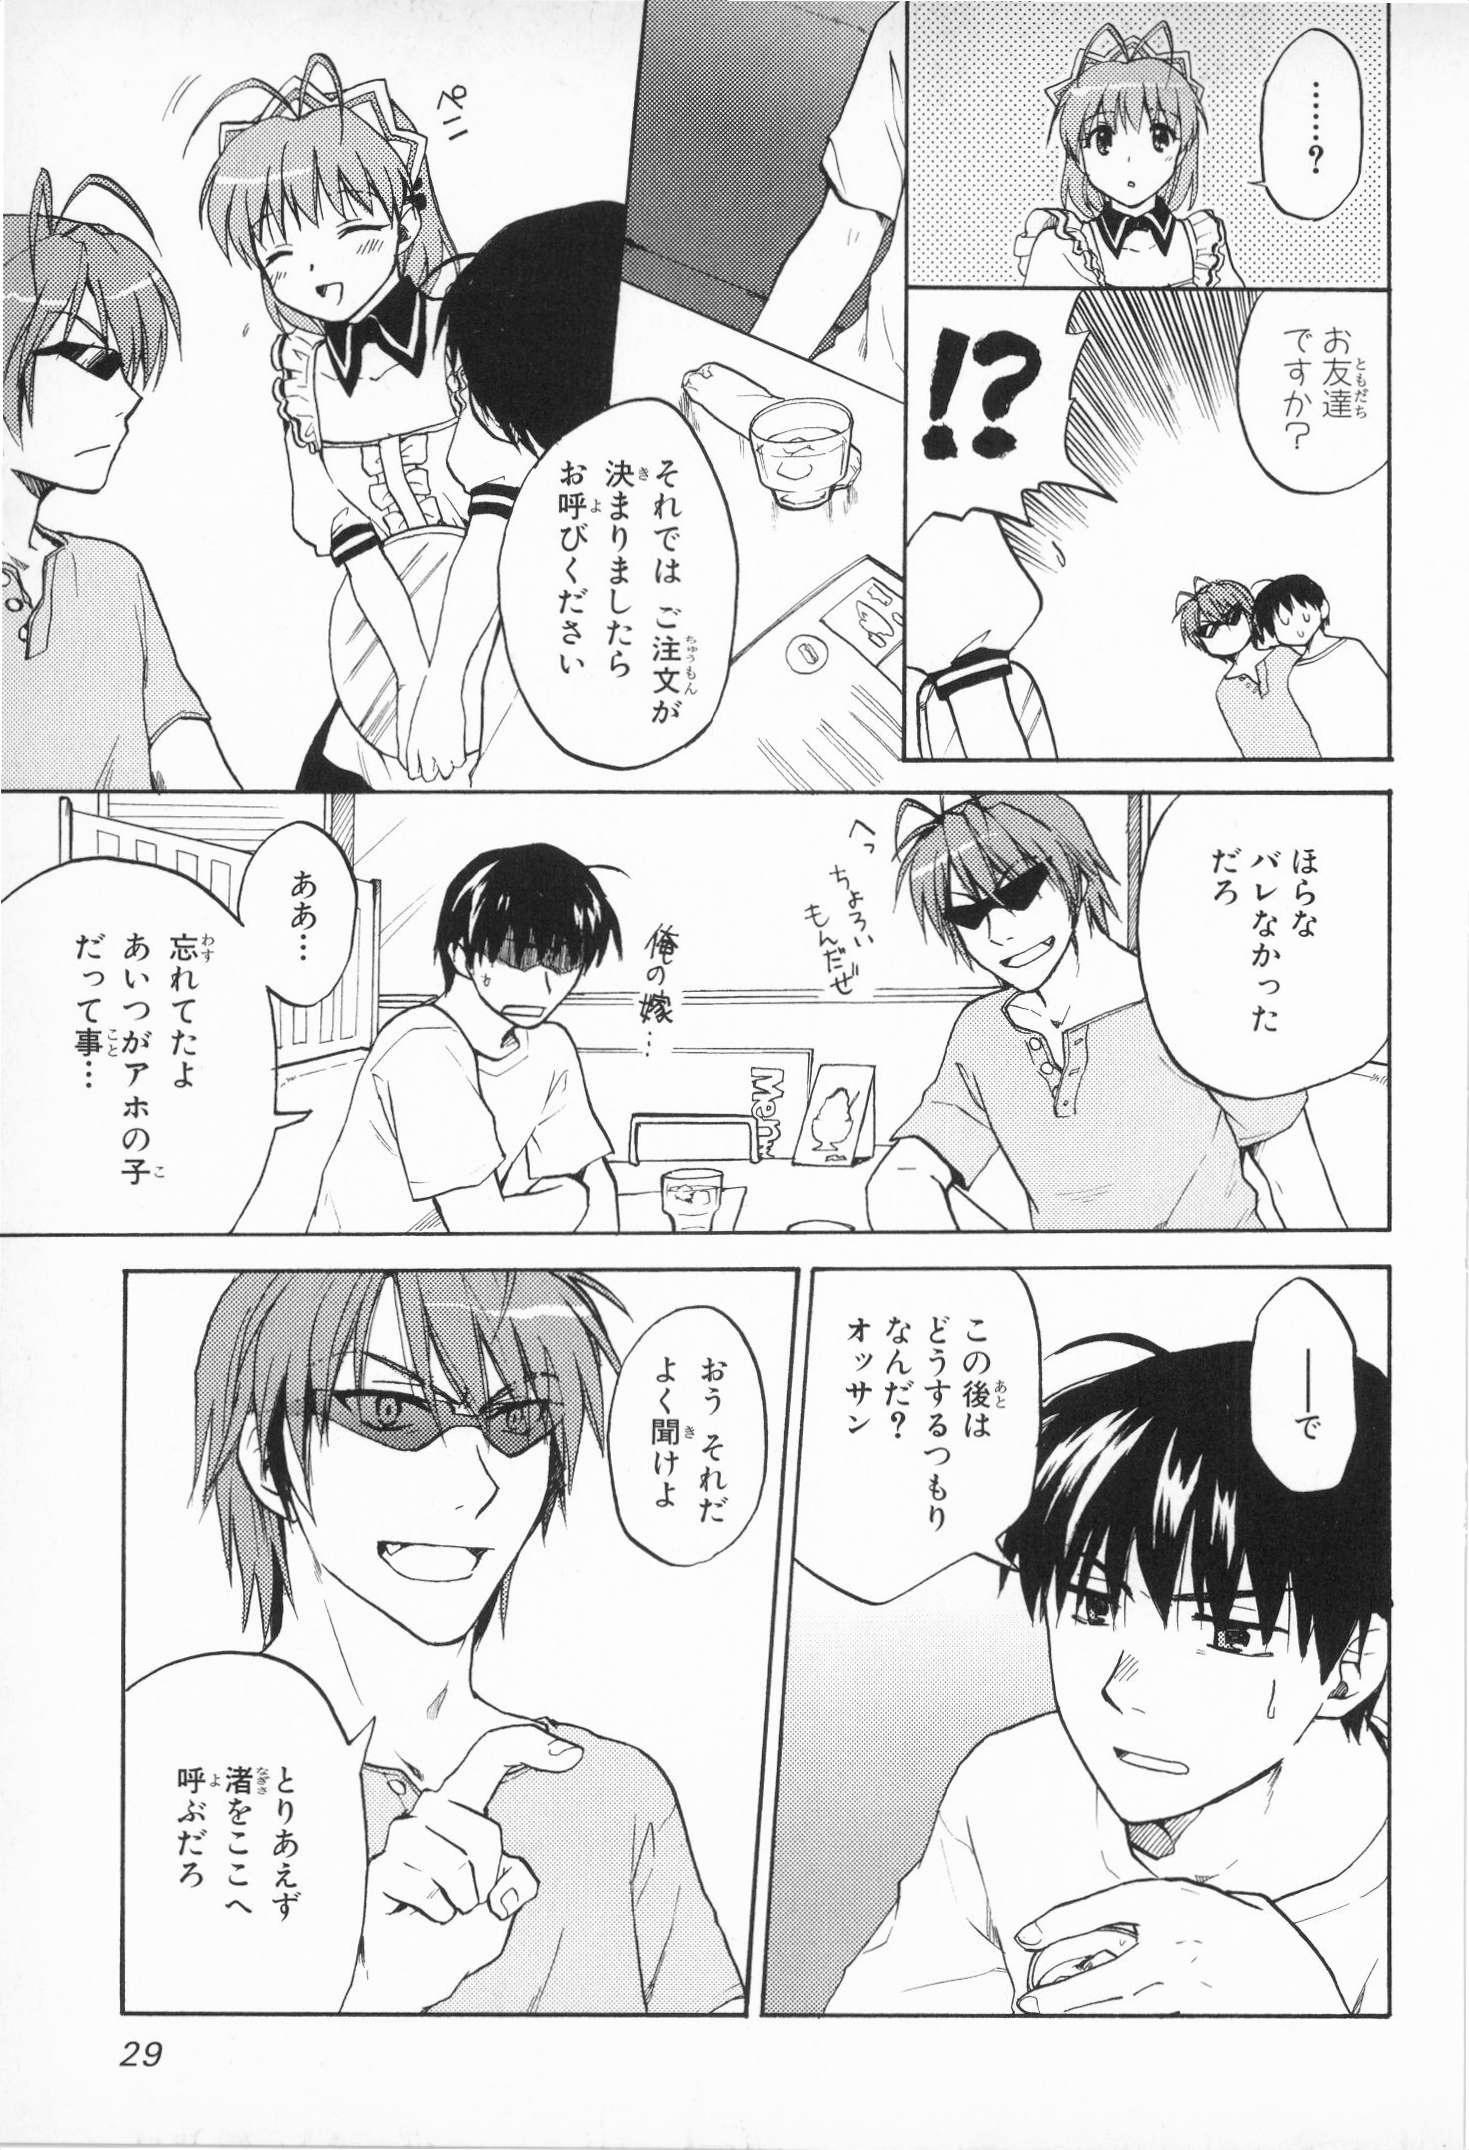 ……？
お友達
ですか？
!?
ペ
コ
それでは ご注文が
決まりましたら
お呼びください
ほらな
バレなかった
だろ
へっ
ちょろい
もんだぜ
俺の嫁…
ああ…
忘れてたよ
あいつがアホの子
だって事…
Menu
――で
この後は
どうするつもり
なんだ？
オッサン
おう それだ
よく聞けよ
とりあえず
渚をここへ
呼ぶだろ
29